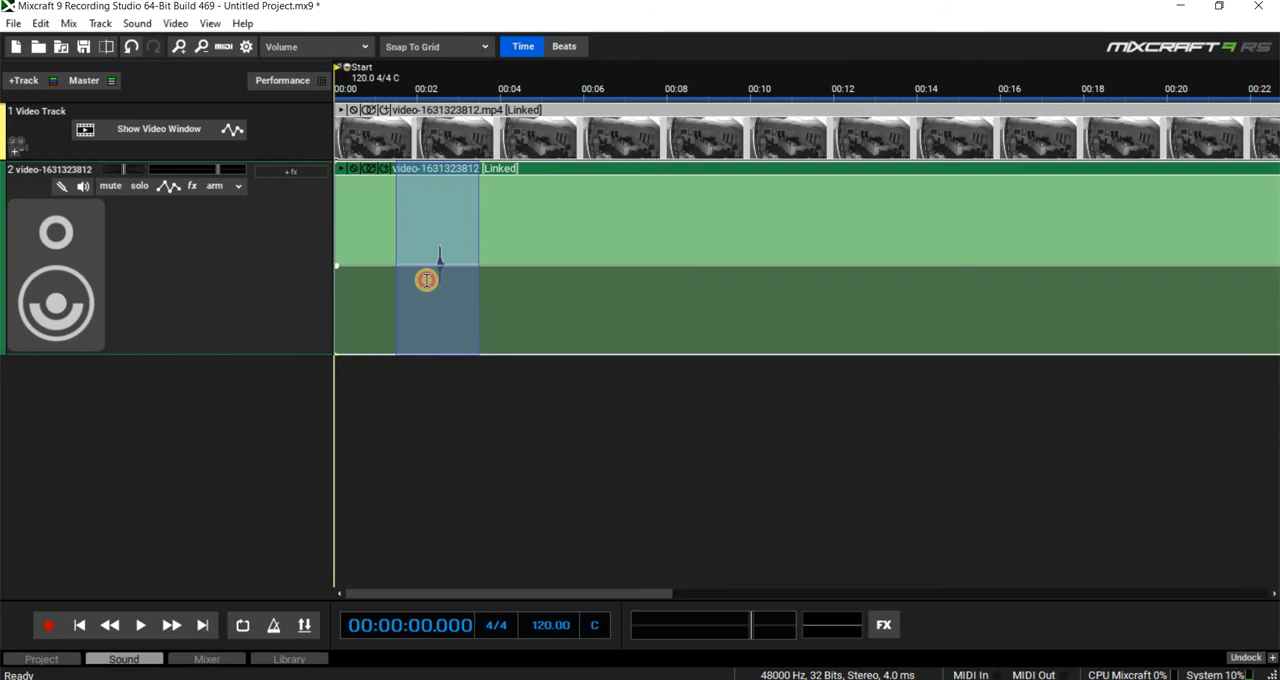 Mixcraft 9 Recording Studio 64-Bit Build 469 - Untitled Project.mx9 *
File Edit Mix Track Sound Video View Help
MIDI Volume Snap To Grid Time Beats MIXCRAFT 9 RS
+Track Master Performance
Start
120.0 4/4 C
00:00 00:02 00:04 00:06 00:08 00:10 00:12 00:14 00:16 00:18 00:20 00:22
1 Video Track
video-1631323812.mp4 [Linked]
Show Video Window
2 video-1631323812
+ fx
video-1631323812 [Linked]
mute solo fx arm
00:00:00.000 4/4 120.00 C FX
Project Sound Mixer Library Undock +
Ready 48000 Hz, 32 Bits, Stereo, 4.0 ms MIDI In MIDI Out CPU Mixcraft 0% System 10%